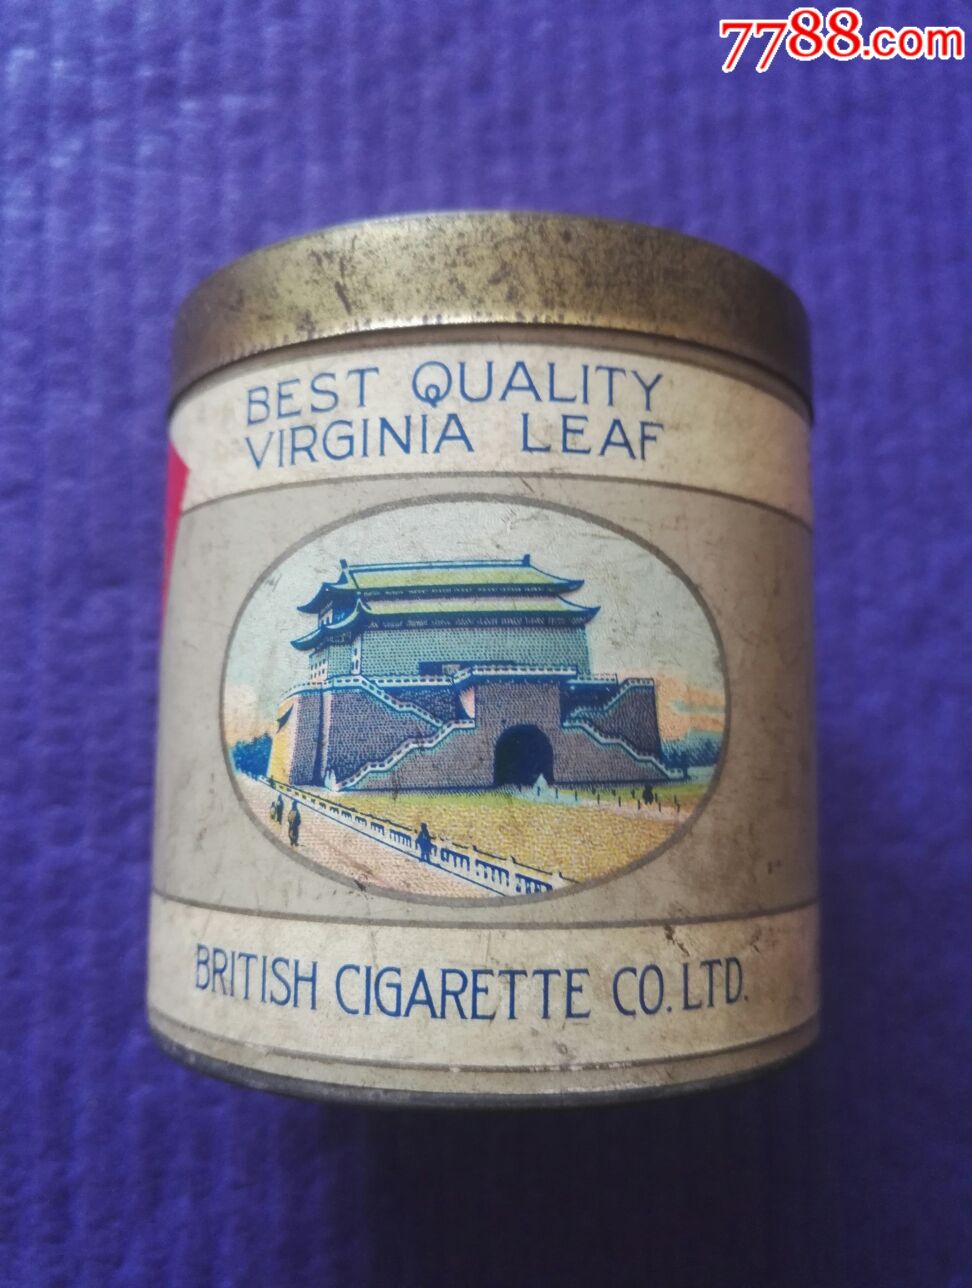 7788.com
BEST QUALITY
VIRGINIA LEAF
BRITISH CIGARETTE CO. LTD.